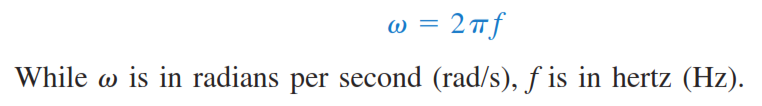 ω = 2πf
While ω is in radians per second (rad/s), f is in hertz (Hz).